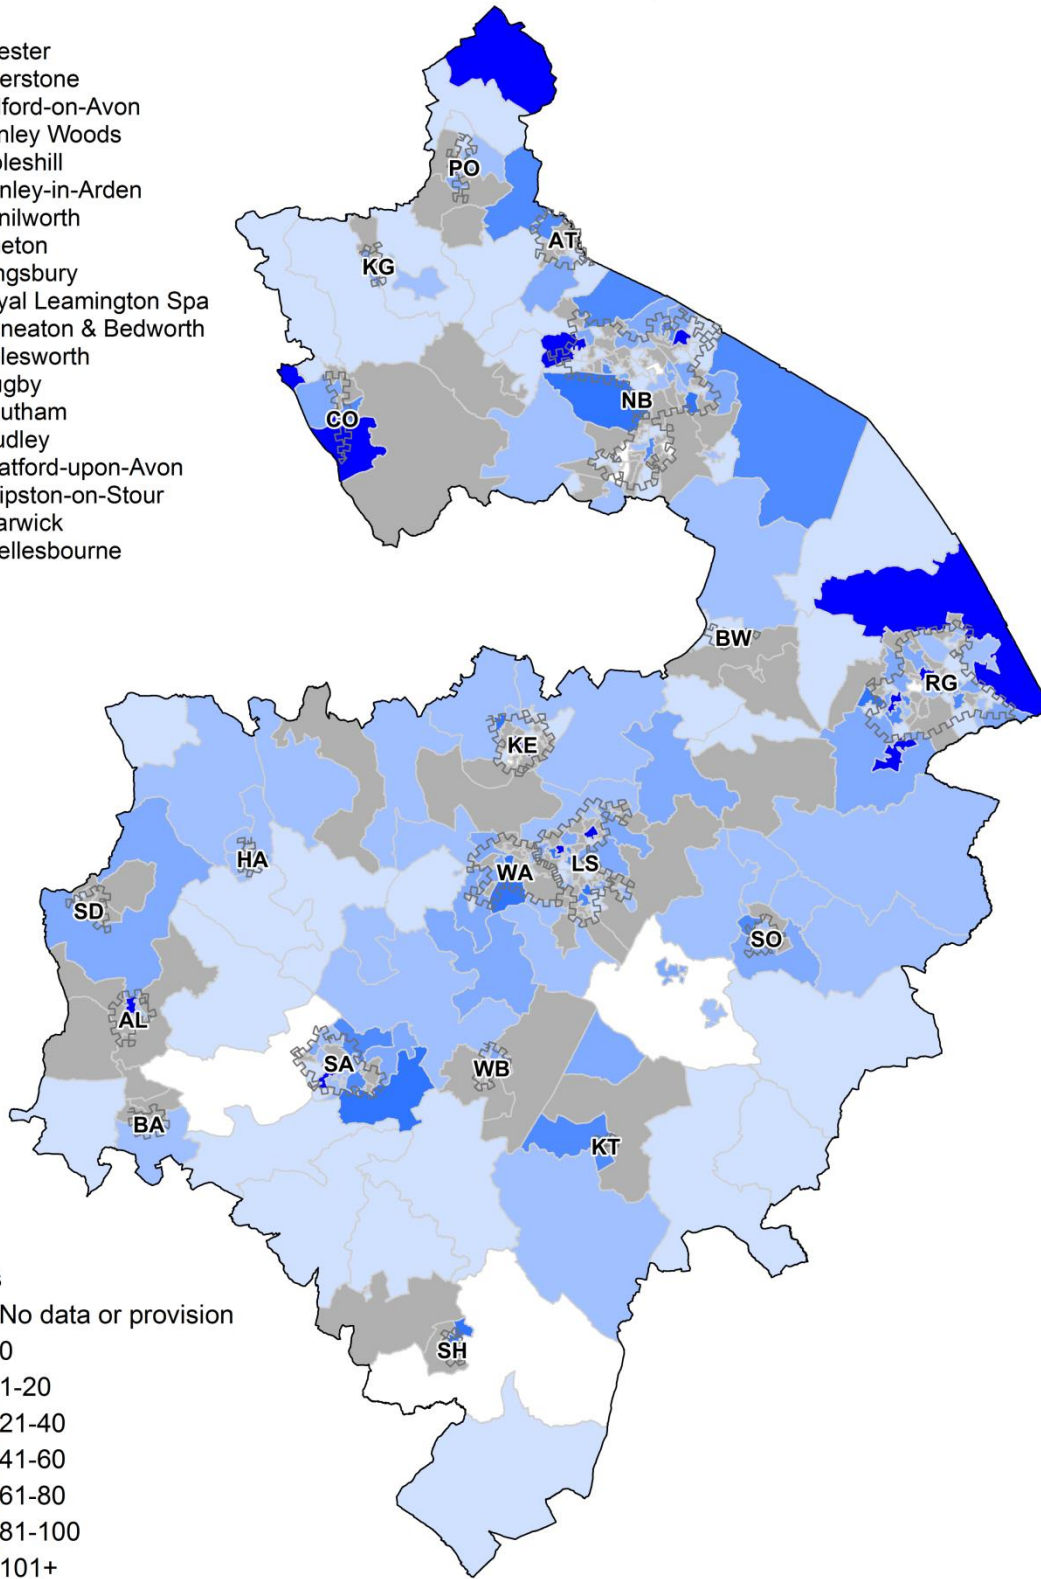 ester
erstone
lford-on-Avon
nley Woods
leshill
nley-in-Arden
nilworth
neton
ngsbury
yal Leamington Spa
neaton & Bedworth
lesworth
ugby
utham
udley
atford-upon-Avon
ipston-on-Stour
arwick
ellesbourne
PO
AT
KG
NB
CO
BW
RG
KE
HA
WA
LS
SD
SO
AL
SA
WB
BA
KT
SH
s
No data or provision
0
1-20
21-40
41-60
61-80
81-100
101+